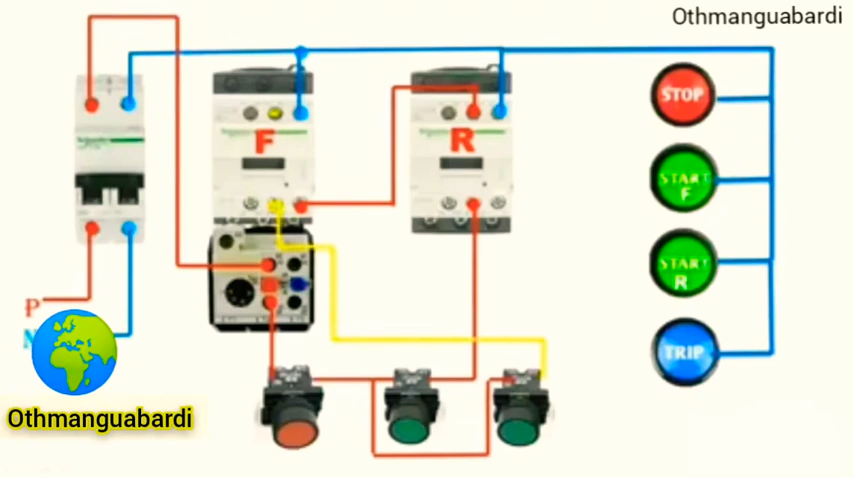 Othmanguabardi
STOP
F
R
START
F
START
R
P
N
TRIP
Othmanguabardi